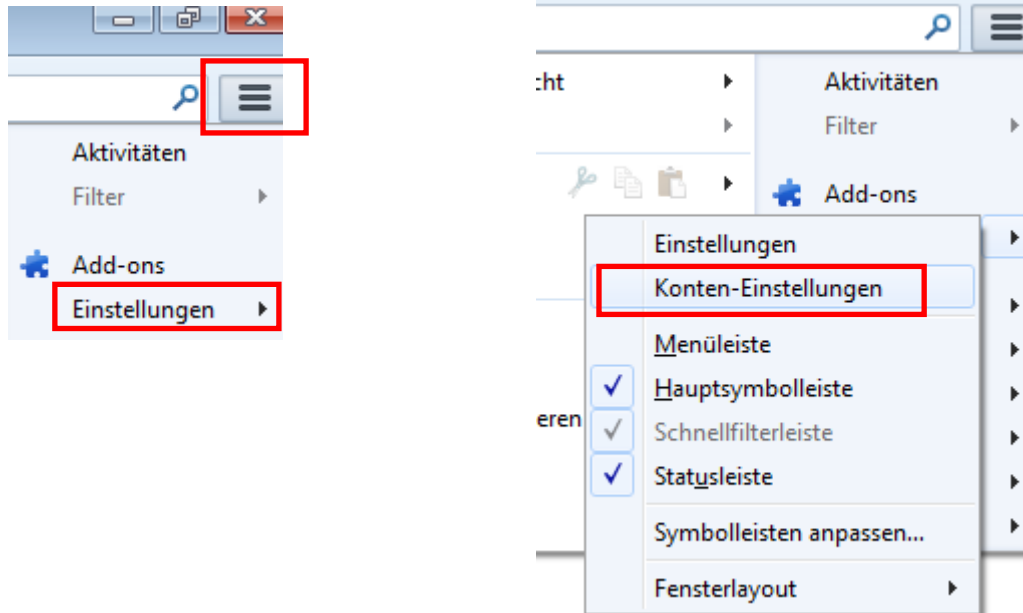 Aktivitäten
Filter
Add-ons
Einstellungen
cht
Aktivitäten
Filter
Add-ons
Einstellungen
Konten-Einstellungen
Menüleiste
Hauptsymbolleiste
eren
Schnellfilterleiste
Statusleiste
Symbolleisten anpassen...
Fensterlayout